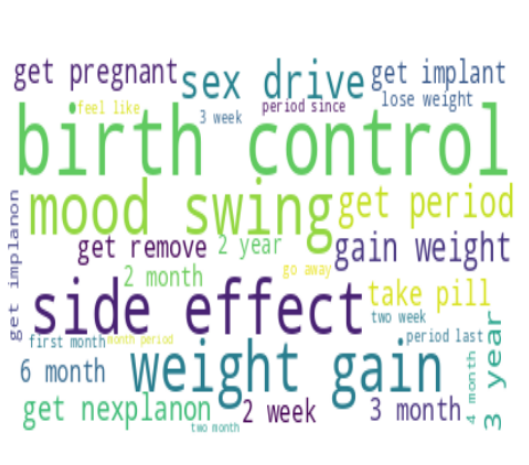 get pregnant
sex drive
get implant
feel like
3 week
period since
lose weight
birth control
mood swing
get period
get implanon
get remove
2 year
gain weight
2 month
go away
side effect
take pill
first month
month period
two week
period last
6 month
weight gain
4 month
3 year
get nexplanon
2 week
3 month
two month